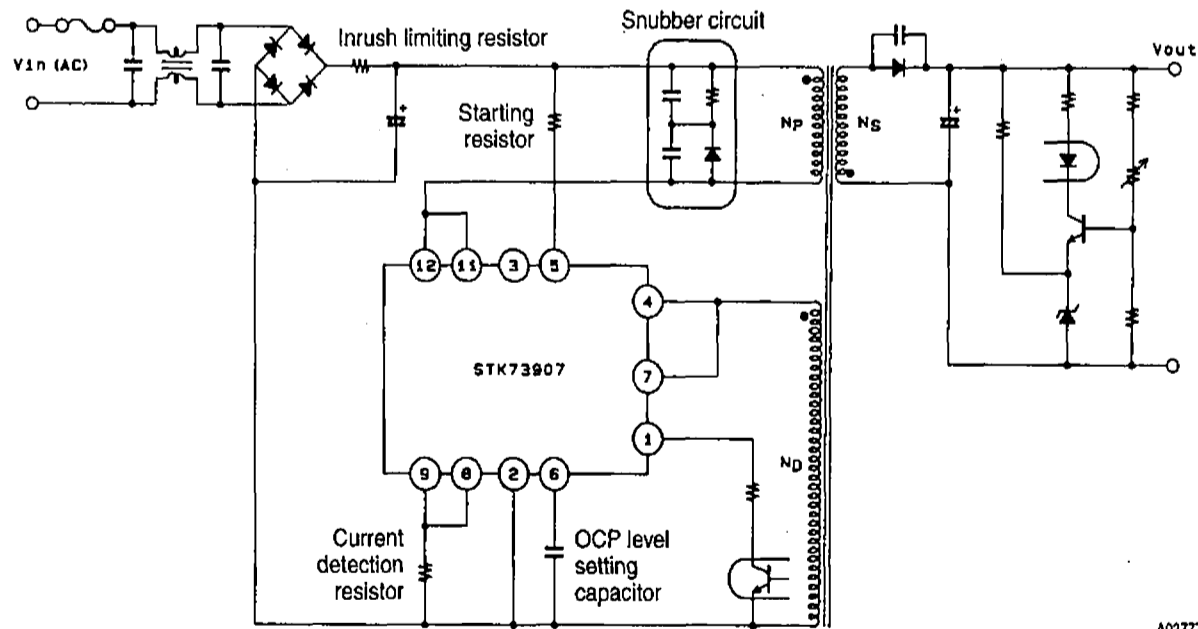 Snubber circuit
Inrush limiting resistor
Vin (AC)
Vout
Starting
resistor
NP
NS
12
11
3
5
4
STK73907
7
1
ND
9
8
2
6
Current
detection
resistor
OCP level
setting
capacitor